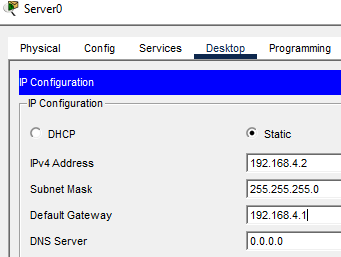 Server0
Physical Config Services Desktop Programming
IP Configuration
IP Configuration
DHCP Static
IPv4 Address 192.168.4.2
Subnet Mask 255.255.255.0
Default Gateway 192.168.4.1
DNS Server 0.0.0.0